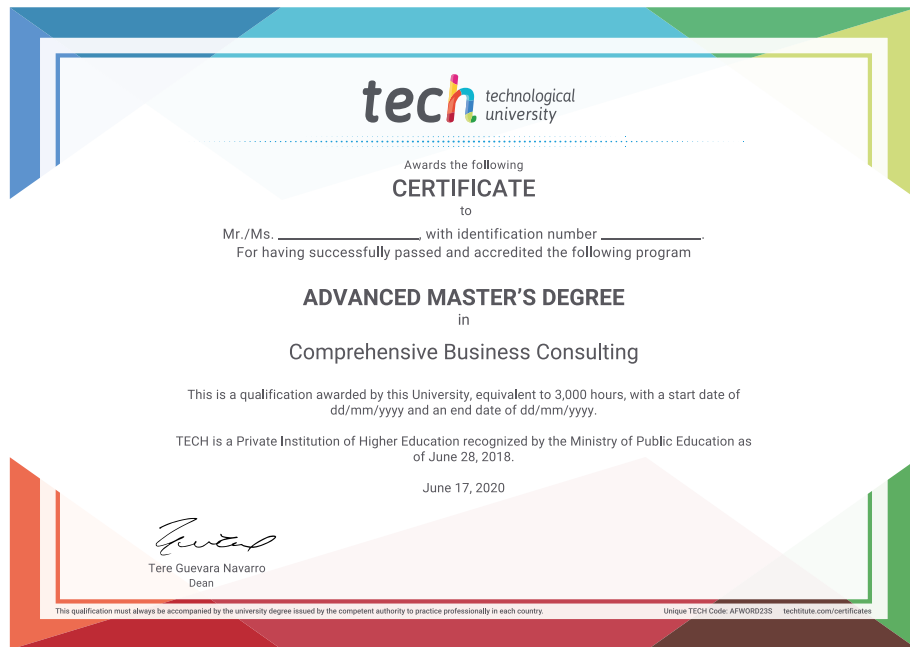 tech technological
university
Awards the following
CERTIFICATE
to
Mr./Ms. ____________________, with identification number ______________.
For having successfully passed and accredited the following program
ADVANCED MASTER'S DEGREE
in
Comprehensive Business Consulting
This is a qualification awarded by this University, equivalent to 3,000 hours, with a start date of
dd/mm/yyyy and an end date of dd/mm/yyyy.
TECH is a Private Institution of Higher Education recognized by the Ministry of Public Education as
of June 28, 2018.
June 17, 2020
Tere Guevara Navarro
Dean
This qualification must always be accompanied by the university degree issued by the competent authority to practice professionally in each country. Unique TECH Code: AFWORD23S techtitute.com/certificates